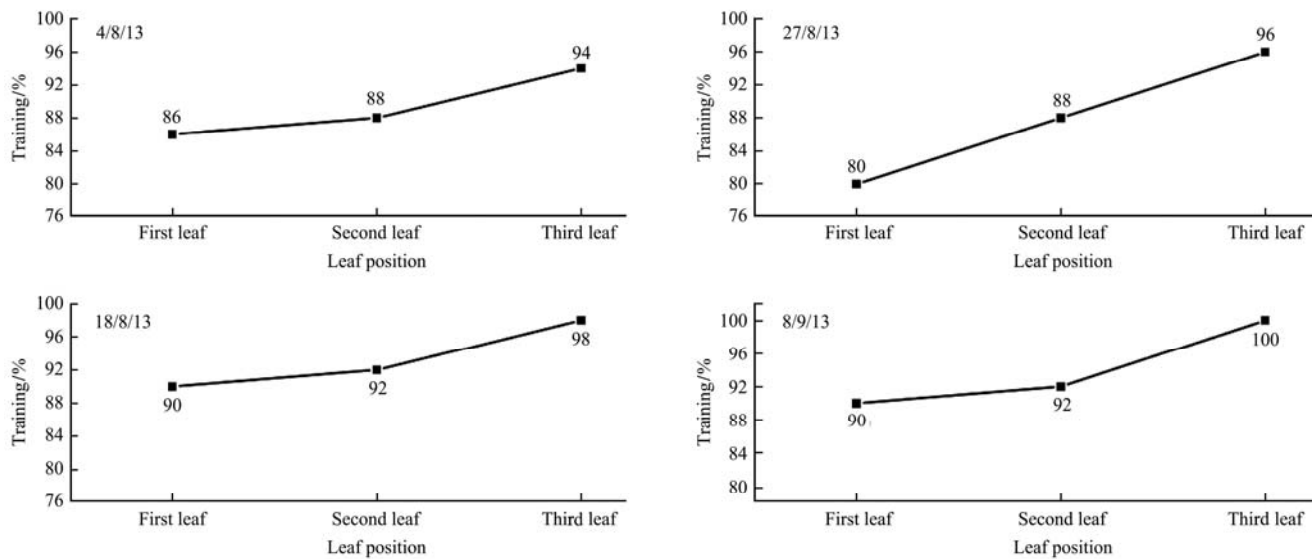 4/8/13
Training/%
100
96
92
88
84
80
76
86
88
94
First leaf
Second leaf
Third leaf
Leaf position
27/8/13
Training/%
100
96
92
88
84
80
76
80
88
96
First leaf
Second leaf
Third leaf
Leaf position
18/8/13
Training/%
100
96
92
88
84
80
76
90
92
98
First leaf
Second leaf
Third leaf
Leaf position
8/9/13
Training/%
100
96
92
88
84
80
90
92
100
First leaf
Second leaf
Third leaf
Leaf position